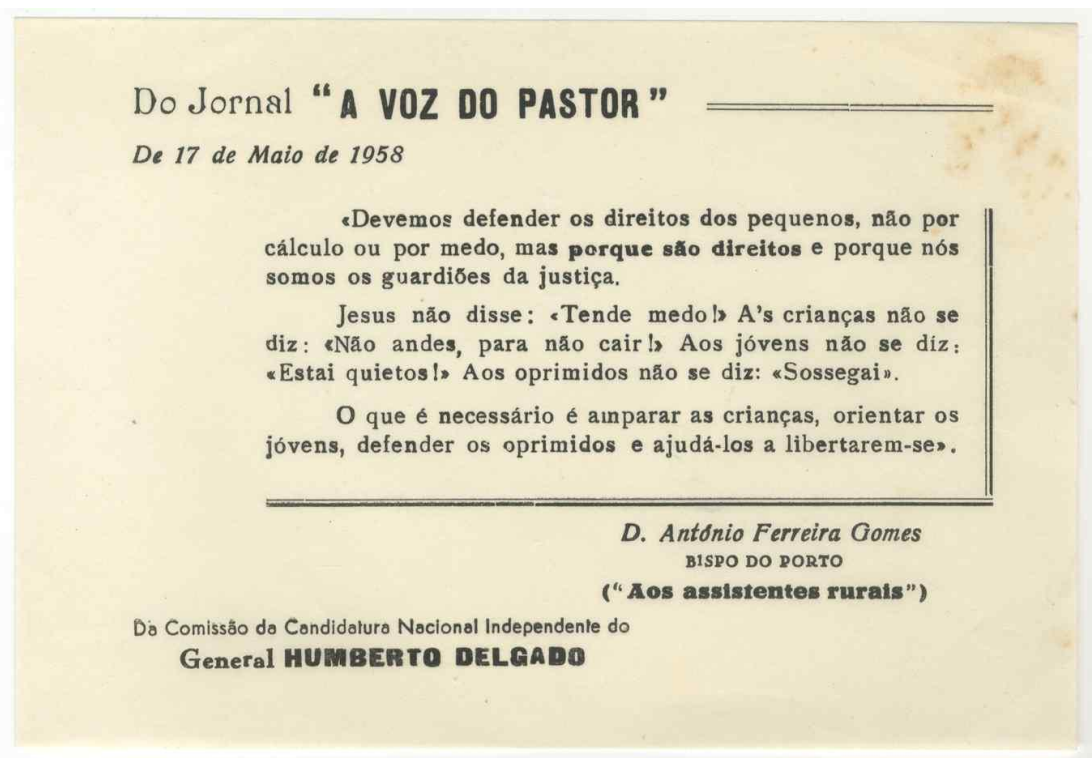 Do Jornal "A VOZ DO PASTOR"
De 17 de Maio de 1958
«Devemos defender os direitos dos pequenos, não por
cálculo ou por medo, mas porque são direitos e porque nós
somos os guardiões da justiça.
Jesus não disse: «Tende medo!» A's crianças não se
diz: «Não andes, para não cair!» Aos jóvens não se diz:
«Estai quietos!» Aos oprimidos não se diz: «Sossegai».
O que é necessário é amparar as crianças, orientar os
jóvens, defender os oprimidos e ajudá-los a libertarem-se».
D. António Ferreira Gomes
BISPO DO PORTO
("Aos assistentes rurais")
Da Comissão da Candidatura Nacional Independente do
General HUMBERTO DELGADO